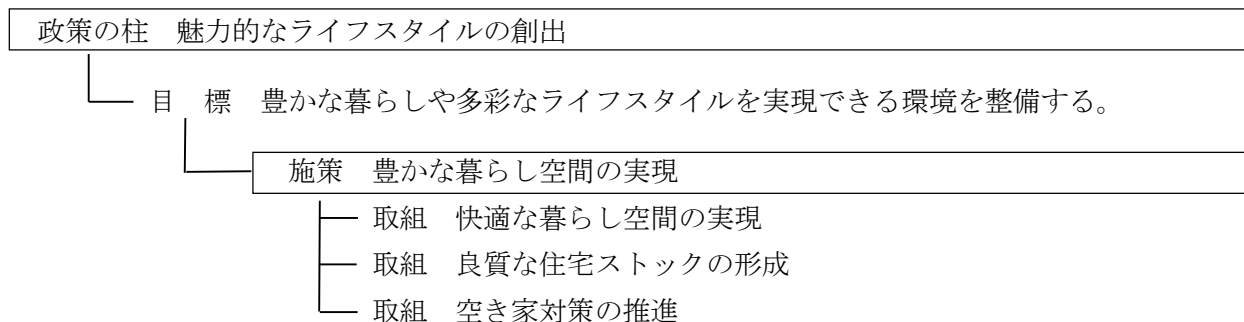 政策の柱　魅力的なライフスタイルの創出
目　標　豊かな暮らしや多彩なライフスタイルを実現できる環境を整備する。
施策　豊かな暮らし空間の実現
取組　快適な暮らし空間の実現
取組　良質な住宅ストックの形成
取組　空き家対策の推進